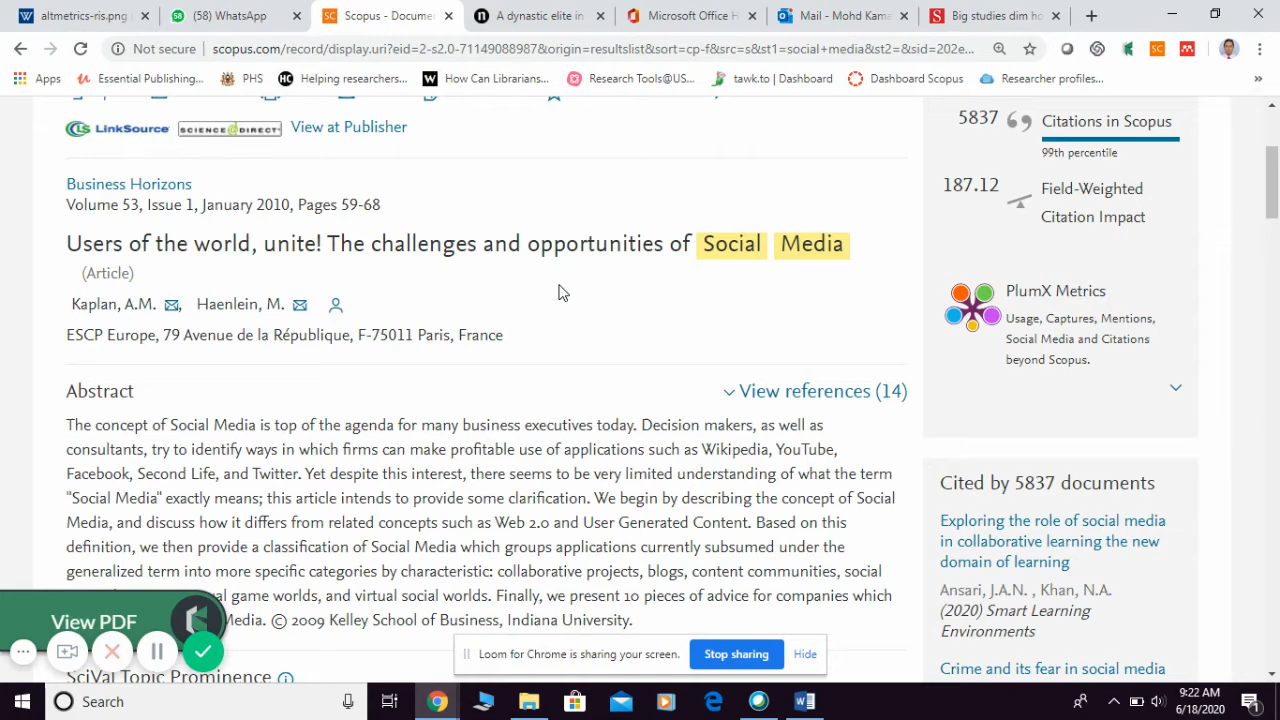 altmetrics-ris.png
(58) WhatsApp
Scopus - Docume
A dynastic elite in
Microsoft Office H
Mail - Mohd Kama
Big studies dim ho
Not secure
scopus.com/record/display.uri?eid=2-s2.0-71149088987&origin=resultslist&sort=cp-f&src=s&st1=social+media&st2=&sid=202e...
Apps
Essential Publishing...
PHS
Helping researchers...
How Can Librarians...
Research Tools@US...
tawk.to | Dashboard
Dashboard Scopus
Researcher profiles...
LinkSource
SCIENCE @ DIRECT
View at Publisher
Business Horizons
Volume 53, Issue 1, January 2010, Pages 59-68
Users of the world, unite! The challenges and opportunities of Social Media
(Article)
Kaplan, A.M. , Haenlein, M.
ESCP Europe, 79 Avenue de la République, F-75011 Paris, France
Abstract
View references (14)
The concept of Social Media is top of the agenda for many business executives today. Decision makers, as well as
consultants, try to identify ways in which firms can make profitable use of applications such as Wikipedia, YouTube,
Facebook, Second Life, and Twitter. Yet despite this interest, there seems to be very limited understanding of what the term
"Social Media" exactly means; this article intends to provide some clarification. We begin by describing the concept of Social
Media, and discuss how it differs from related concepts such as Web 2.0 and User Generated Content. Based on this
definition, we then provide a classification of Social Media which groups applications currently subsumed under the
generalized term into more specific categories by characteristic: collaborative projects, blogs, content communities, social
game worlds, and virtual social worlds. Finally, we present 10 pieces of advice for companies which
Media. © 2009 Kelley School of Business, Indiana University.
SciVal Topic Prominence
5837
Citations in Scopus
99th percentile
187.12
Field-Weighted
Citation Impact
PlumX Metrics
Usage, Captures, Mentions,
Social Media and Citations
beyond Scopus.
Cited by 5837 documents
Exploring the role of social media
in collaborative learning the new
domain of learning
Ansari, J.A.N. , Khan, N.A.
(2020) Smart Learning
Environments
Crime and its fear in social media
View PDF
Loom for Chrome is sharing your screen.
Stop sharing
Hide
Search
9:22 AM
6/18/2020